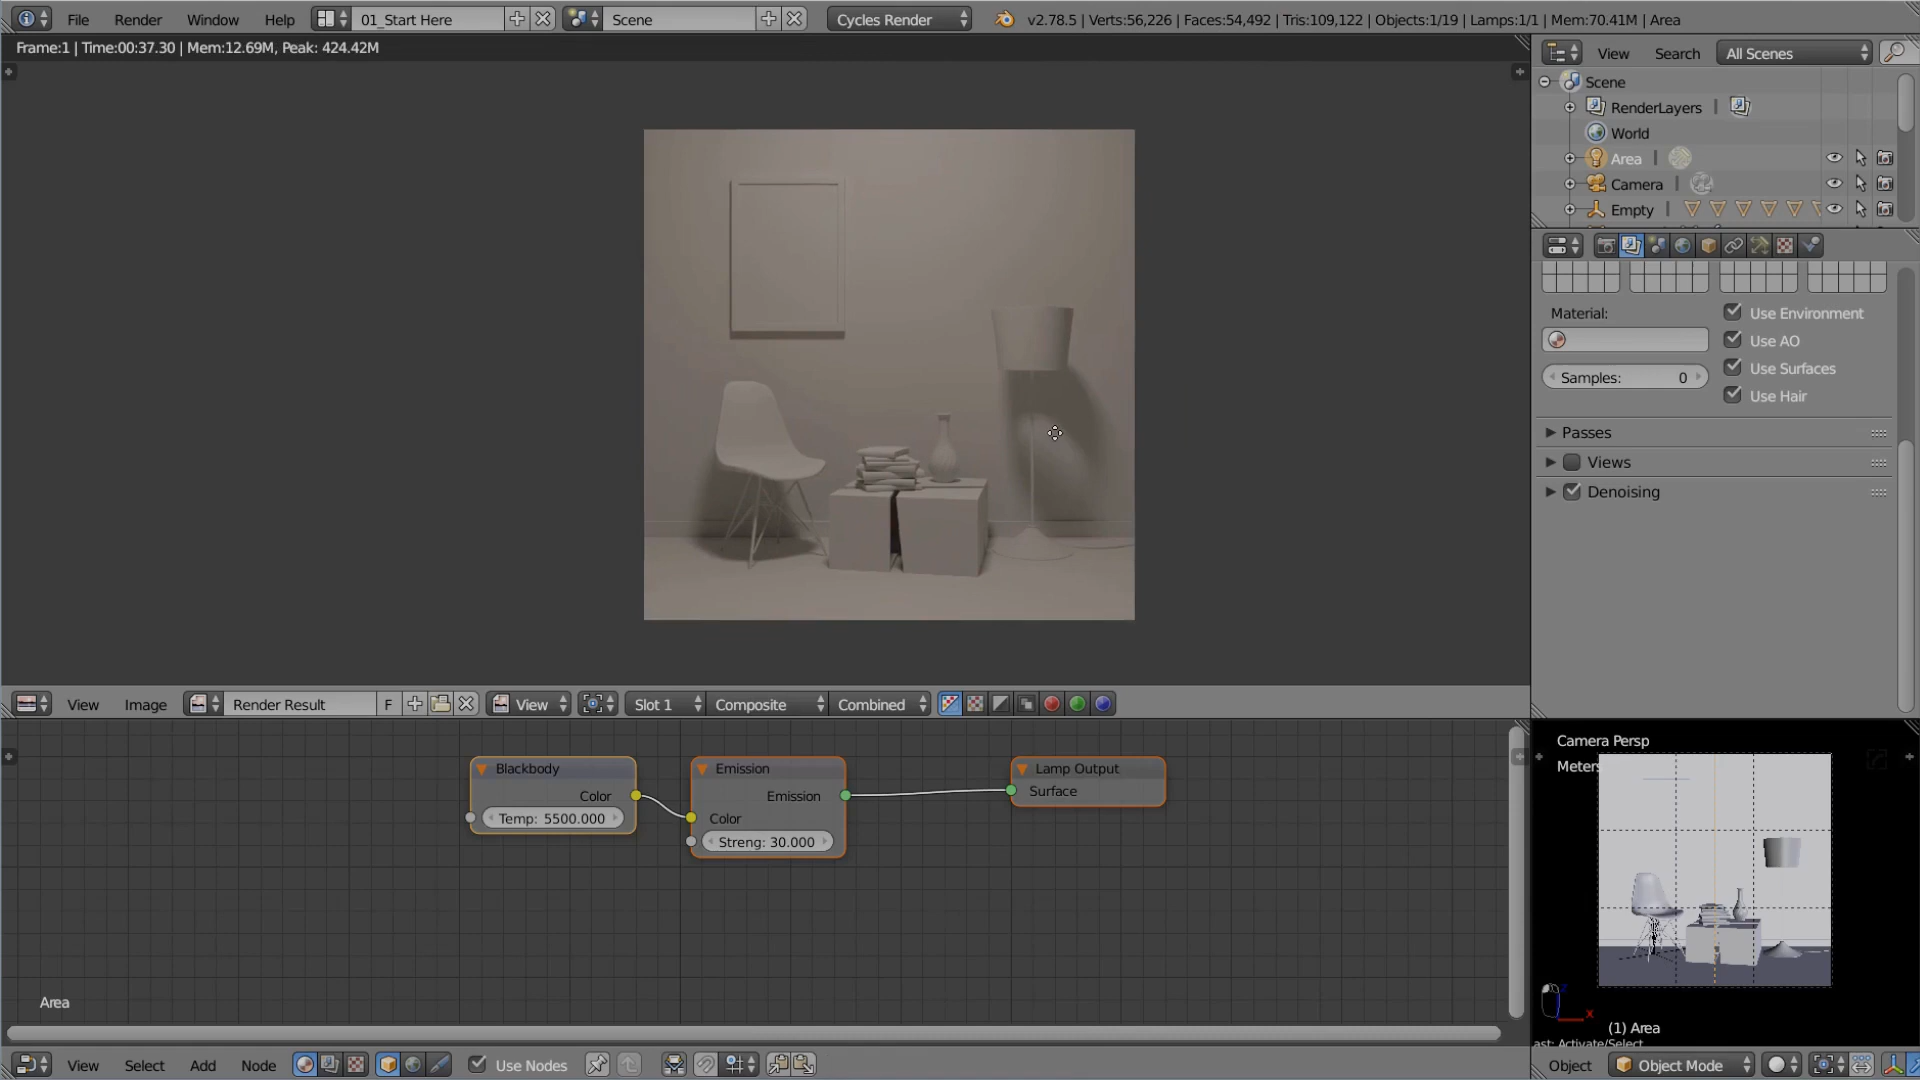 File Render Window Help 01_Start Here Scene Cycles Render v2.78.5 | Verts:56,226 | Faces:54,492 | Tris:109,122 | Objects:1/19 | Lamps:1/1 | Mem:70.41M | Area
Frame:1 | Time:00:37.30 | Mem:12.69M, Peak: 424.42M
View Search All Scenes
Scene
RenderLayers |
World
Area |
Camera |
Empty |
Material: Use Environment
Use AO
Use Surfaces
Samples: 0
Use Hair
Passes
Views
Denoising
View Image Render Result F View Slot 1 Composite Combined
Camera Persp
Meters
Blackbody
Color
Temp: 5500.000
Emission
Emission
Color
Streng: 30.000
Lamp Output
Surface
Area
(1) Area
ast: Activate/Select
View Select Add Node Use Nodes
Object Object Mode